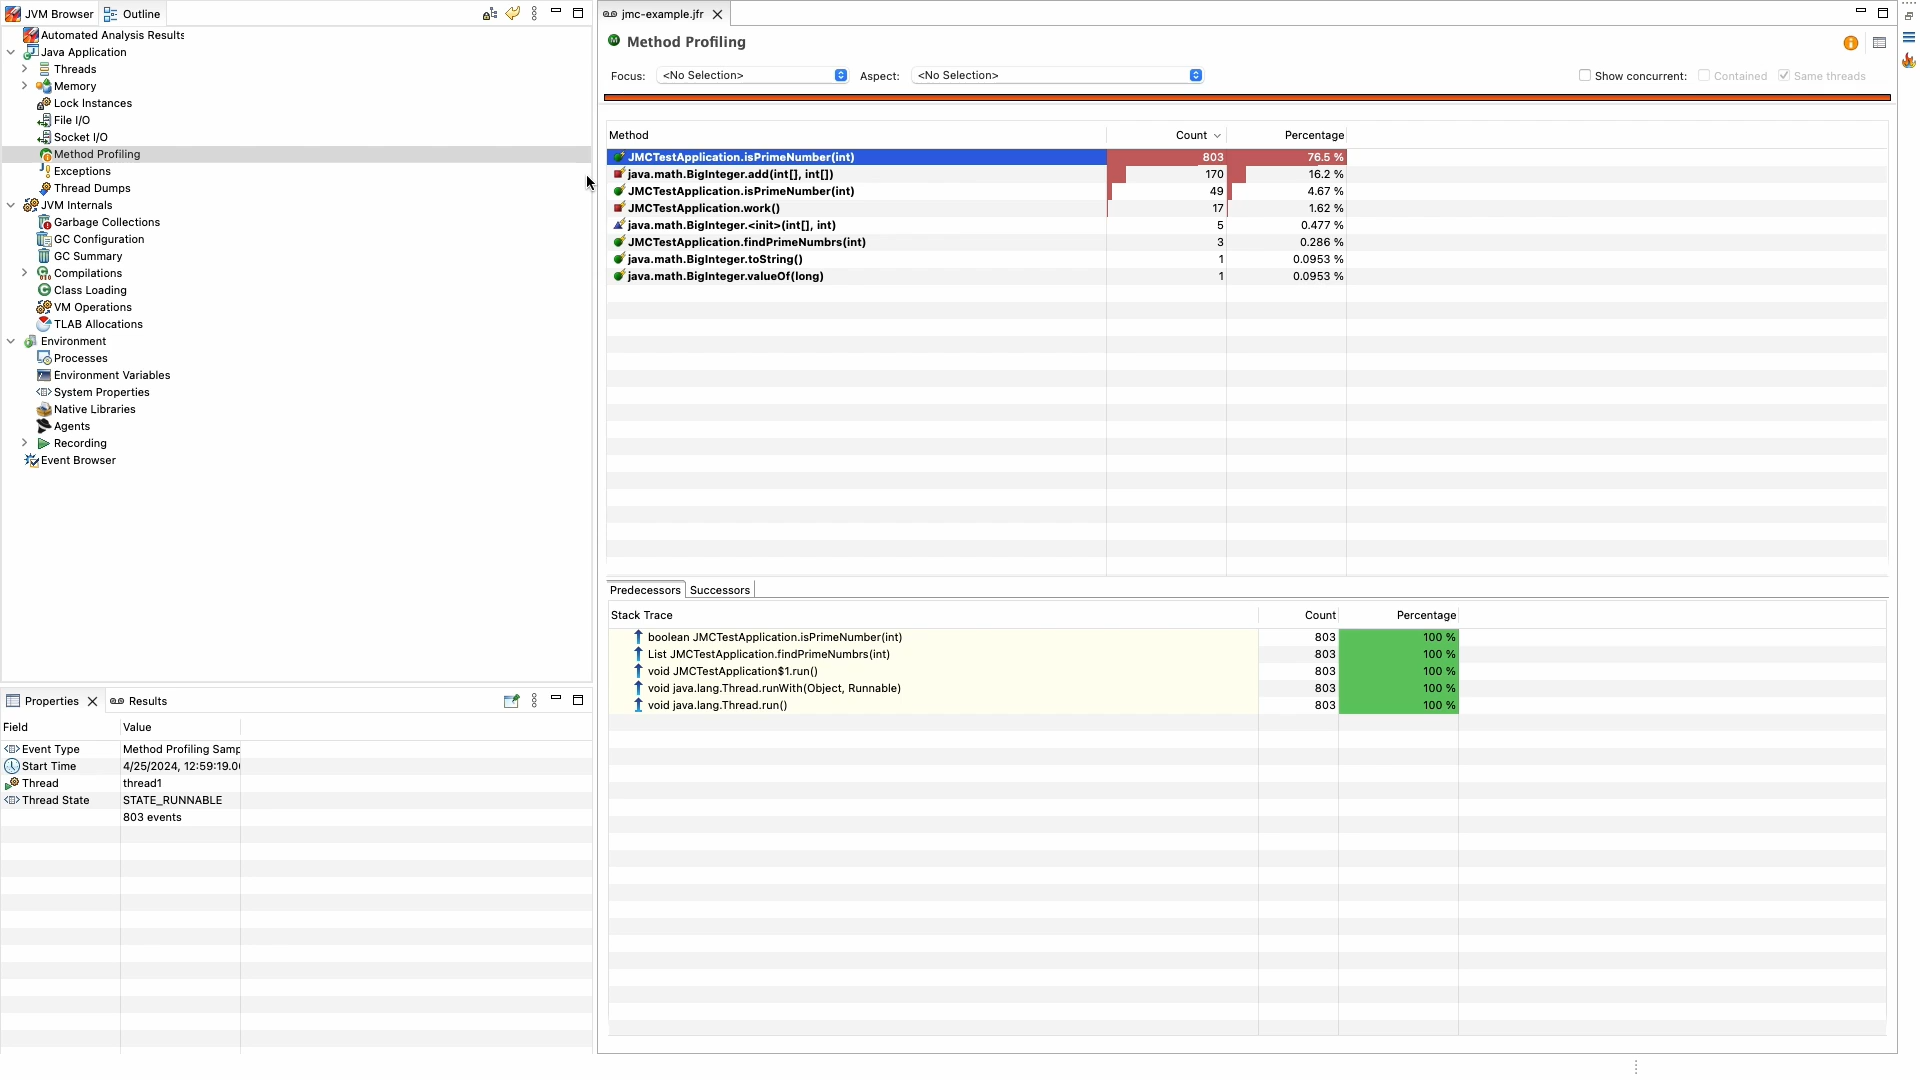 JVM Browser
Outline
Automated Analysis Results
Java Application
Threads
Memory
Lock Instances
File I/O
Socket I/O
Method Profiling
Exceptions
Thread Dumps
JVM Internals
Garbage Collections
GC Configuration
GC Summary
Compilations
Class Loading
VM Operations
TLAB Allocations
Environment
Processes
Environment Variables
System Properties
Native Libraries
Agents
Recording
Event Browser
Properties
Results
Field Value
Event Type Method Profiling Samp
Start Time 4/25/2024, 12:59:19.0
Thread thread1
Thread State STATE_RUNNABLE
803 events
jmc-example.jfr
Method Profiling
Focus: <No Selection> Aspect: <No Selection> Show concurrent: Contained Same threads
Method Count Percentage
JMCTestApplication.isPrimeNumber(int) 803 76.5 %
java.math.BigInteger.add(int[], int[]) 170 16.2 %
JMCTestApplication.isPrimeNumber(int) 49 4.67 %
JMCTestApplication.work() 17 1.62 %
java.math.BigInteger.<init>(int[], int) 5 0.477 %
JMCTestApplication.findPrimeNumbrs(int) 3 0.286 %
java.math.BigInteger.toString() 1 0.0953 %
java.math.BigInteger.valueOf(long) 1 0.0953 %
Predecessors Successors
Stack Trace Count Percentage
boolean JMCTestApplication.isPrimeNumber(int) 803 100 %
List JMCTestApplication.findPrimeNumbrs(int) 803 100 %
void JMCTestApplication$1.run() 803 100 %
void java.lang.Thread.runWith(Object, Runnable) 803 100 %
void java.lang.Thread.run() 803 100 %